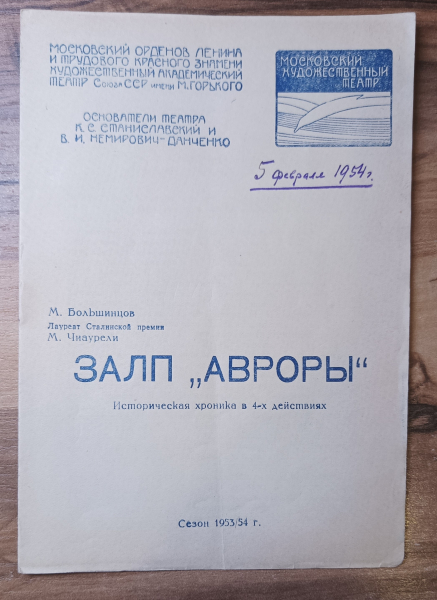 МОСКОВСКИЙ ОРДЕНОВ ЛЕНИНА
И ТРУДОВОГО КРАСНОГО ЗНАМЕНИ
ХУДОЖЕСТВЕННЫЙ АКАДЕМИЧЕСКИЙ
ТЕАТР СОЮЗА ССР ИМЕНИ М. ГОРЬКОГО
ОСНОВАТЕЛИ ТЕАТРА
К. С. СТАНИСЛАВСКИЙ И
В. И. НЕМИРОВИЧ-ДАНЧЕНКО
МОСКОВСКИЙ
ХУДОЖЕСТВЕННЫЙ
ТЕАТР
5 февраля 1954 г.
М. Большинцов
Лауреат Сталинской премии
М. Чиаурели
ЗАЛП „АВРОРЫ“
Историческая хроника в 4-х действиях
Сезон 1953/54 г.